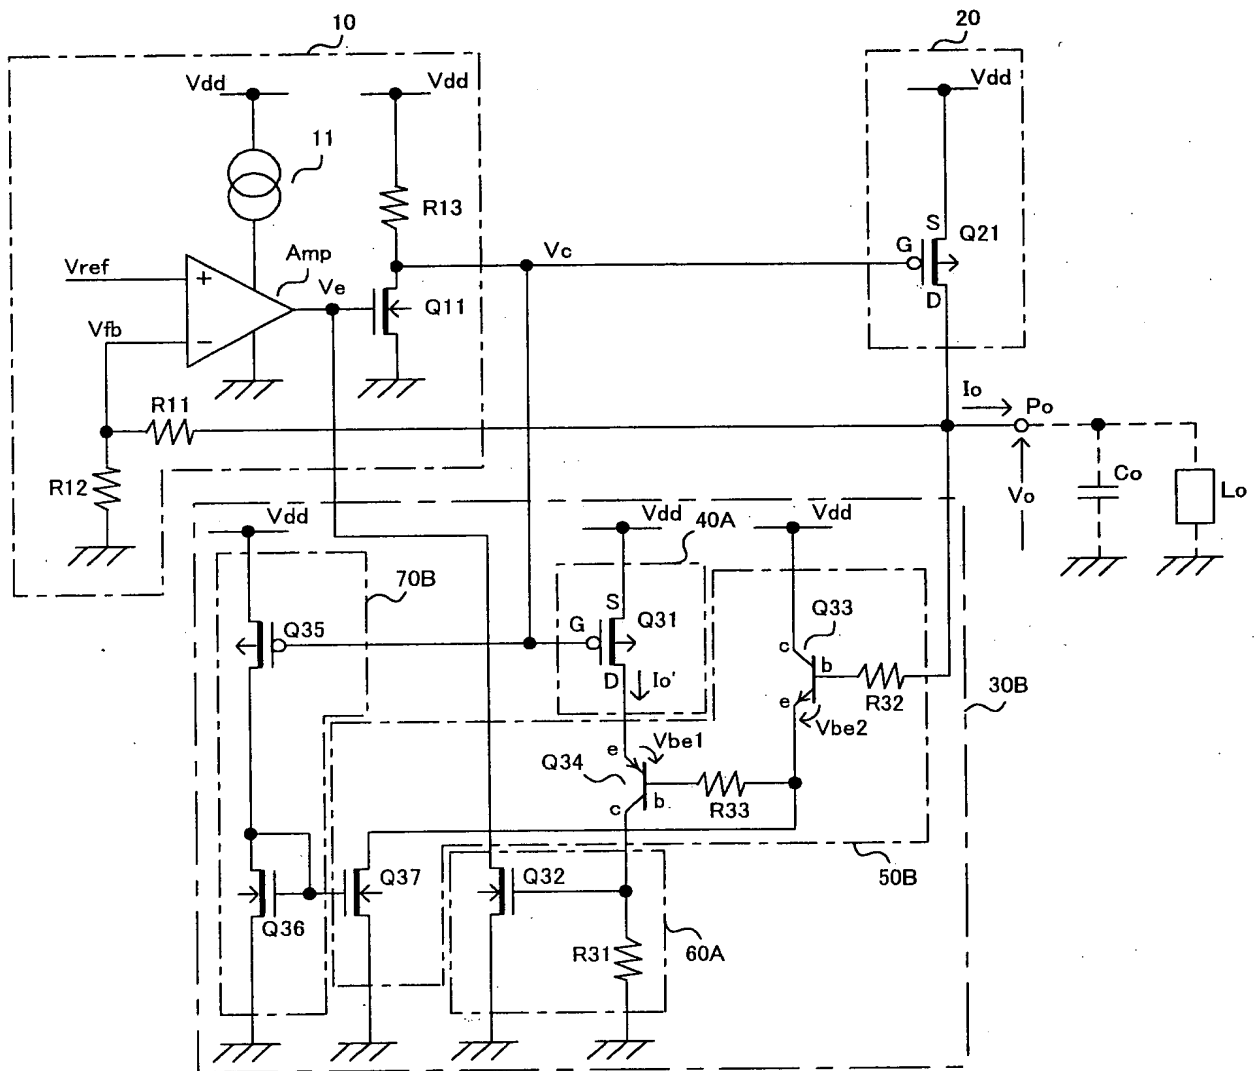 10
20
Vdd
Vdd
Vdd
11
R13
S
G
Q21
D
Vref
+
Amp
Ve
Vc
Vfb
−
Q11
R11
R12
Io
Po
Vo
Co
Lo
Vdd
Vdd
Vdd
40A
70B
Q35
S
G
Q31
D
Io'
Q33
c
b
e
R32
30B
Vbe2
Vbe1
e
Q34
b
c
R33
Q36
Q37
Q32
50B
R31
60A